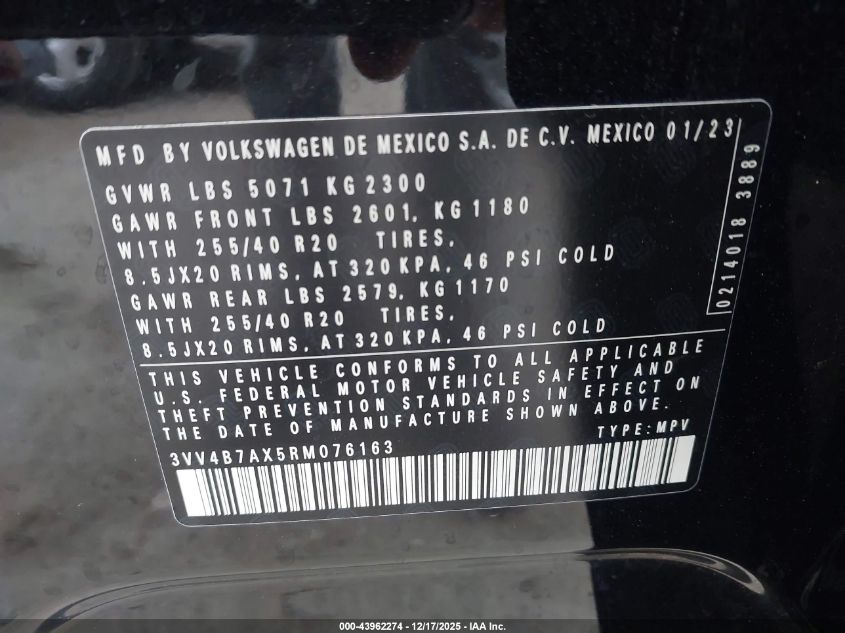 MFD BY VOLKSWAGEN DE MEXICO S.A. DE C.V. MEXICO 01/23
GVWR LBS 5071 KG 2300
GAWR FRONT LBS 2601, KG 1180
WITH 255/40 R20 TIRES,
8.5JX20 RIMS, AT 320 KPA, 46 PSI COLD
GAWR REAR LBS 2579, KG 1170
WITH 255/40 R20 TIRES,
8.5JX20 RIMS, AT 320 KPA, 46 PSI COLD
0214018 3889
THIS VEHICLE CONFORMS TO ALL APPLICABLE
U.S. FEDERAL MOTOR VEHICLE SAFETY AND
THEFT PREVENTION STANDARDS IN EFFECT ON
THE DATE OF MANUFACTURE SHOWN ABOVE.
3VV4B7AX5RM076163 TYPE: MPV
000-43962274 - 12/17/2025 - IAA Inc.